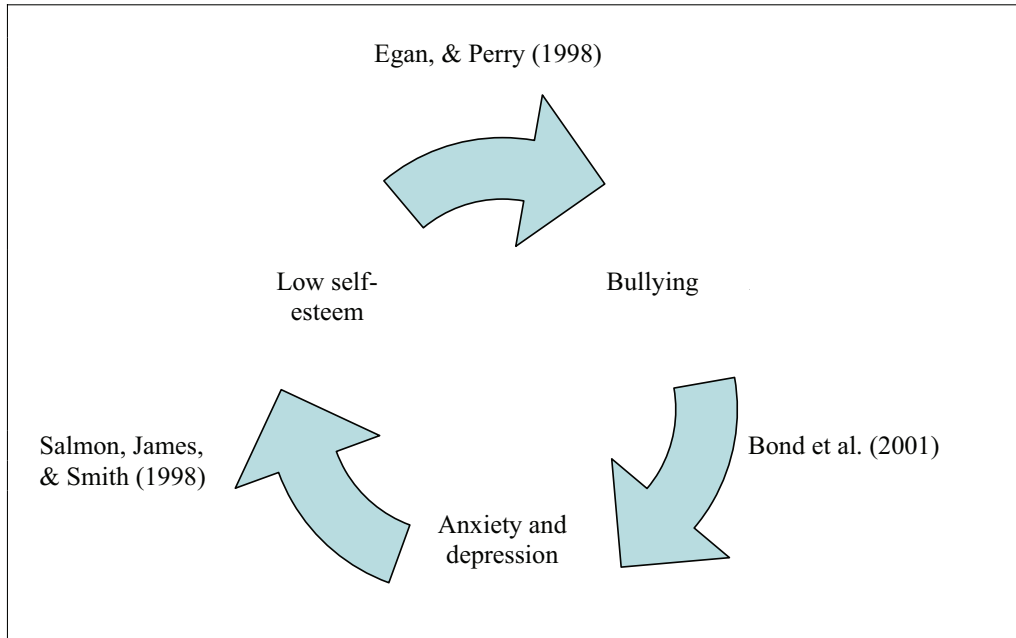 Egan, & Perry (1998)
Low self-
esteem
Bullying
Salmon, James,
& Smith (1998)
Bond et al. (2001)
Anxiety and
depression